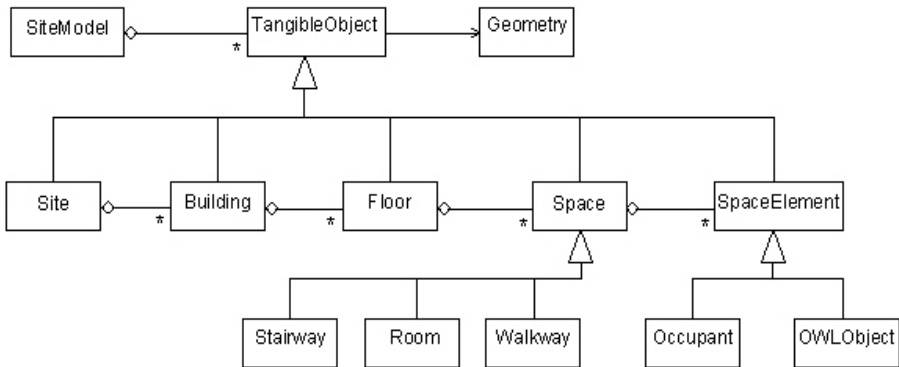 SiteModel
TangibleObject
Geometry
*
Site
Building
Floor
Space
SpaceElement
*
*
*
*
Stairway
Room
Walkway
Occupant
OWLObject